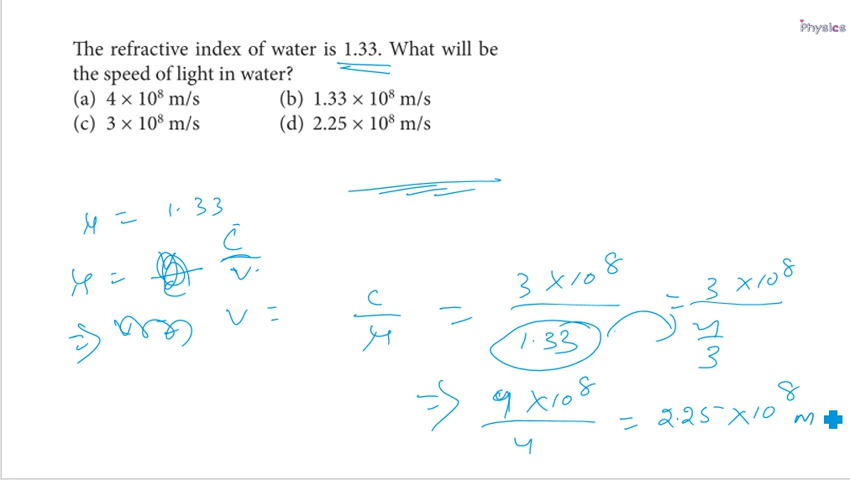 Physics
The refractive index of water is 1.33. What will be
the speed of light in water?
(a) 4 × 10⁸ m/s (b) 1.33 × 10⁸ m/s
(c) 3 × 10⁸ m/s (d) 2.25 × 10⁸ m/s
μ = 1.33
μ = C/V
⇒ V = C/μ = 3 × 10⁸/1.33 = 3 × 10⁸/(4/3)
⇒ 9 × 10⁸/4 = 2.25 × 10⁸ m